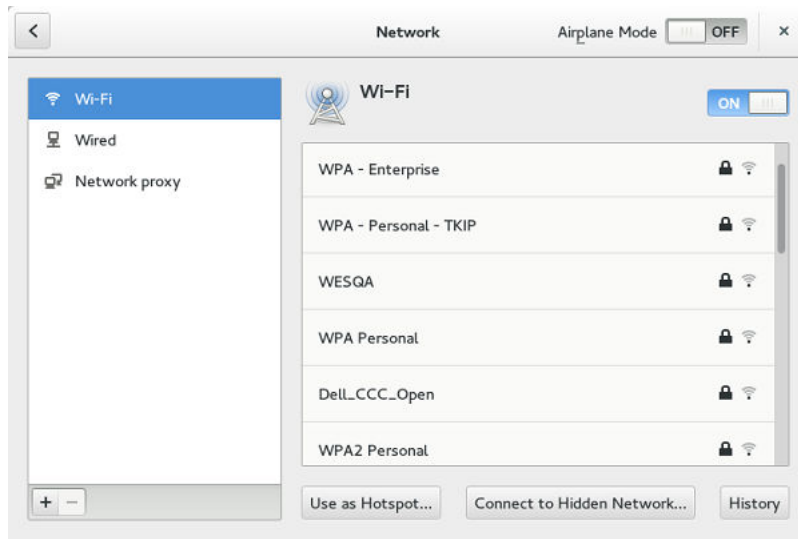 Network Airplane Mode OFF
Wi-Fi
Wired
Network proxy
Wi-Fi
ON
WPA - Enterprise
WPA - Personal - TKIP
WESQA
WPA Personal
Dell_CCC_Open
WPA2 Personal
Use as Hotspot... Connect to Hidden Network... History